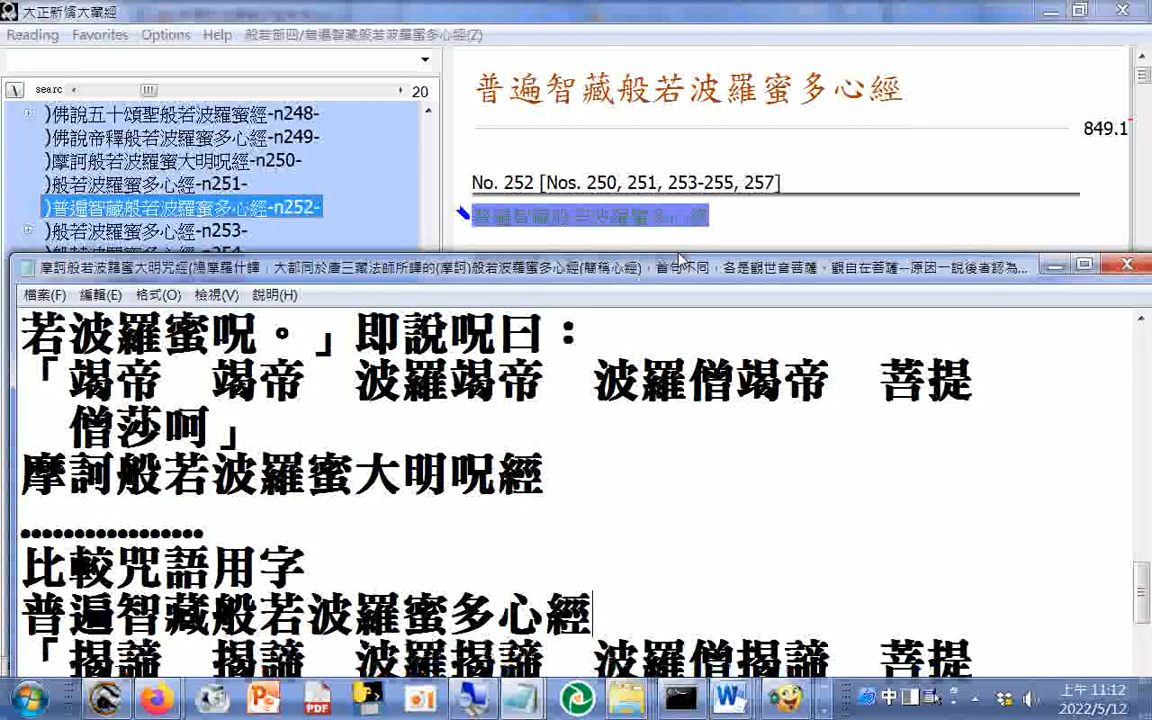 大正新脩大藏經
Reading Favorites Options Help 般若部四/普遍智藏般若波羅蜜多心經(Z)
searc
20
)佛說五十頌聖般若波羅蜜經-n248-
)佛說帝釋般若波羅蜜多心經-n249-
)摩訶般若波羅蜜大明呪經-n250-
)般若波羅蜜多心經-n251-
)普遍智藏般若波羅蜜多心經-n252-
)般若波羅蜜多心經-n253-
普遍智藏般若波羅蜜多心經
849.1
No. 252 [Nos. 250, 251, 253-255, 257]
普遍智藏般若波羅蜜多心經
摩訶般若波羅蜜大明咒經(鳩摩羅什譯，大都同於唐三藏法師所譯的(摩訶)般若波羅蜜多心經(簡稱心經)，首句不同，名是觀世音菩薩、觀自在菩薩--原因一說後者認為...
檔案(F) 編輯(E) 格式(O) 檢視(V) 說明(H)
若波羅蜜呪。」即說呪曰：
「竭帝　竭帝　波羅竭帝　波羅僧竭帝　菩提
僧莎呵」
摩訶般若波羅蜜大明呪經
.................
比較咒語用字
普遍智藏般若波羅蜜多心經
「揭諦　揭諦　波羅揭諦　波羅僧揭諦　菩提
中
上午 11:12
2022/5/12